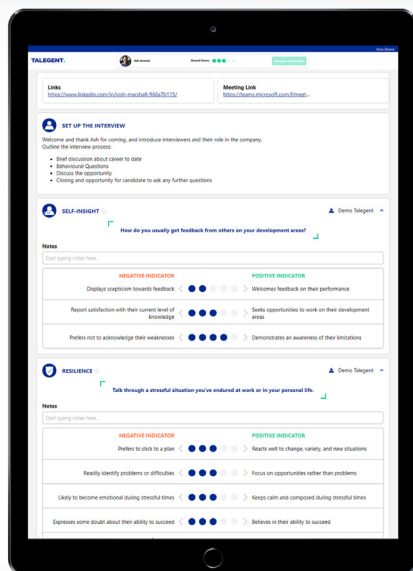 Demo Talegent
TALEGENT.
Ash Annette
Overall Score
Links
Meeting Link
https://www.linkedin.com/in/josh-marshall-966a7b115/
https://teams.microsoft.com/l/meet...
SET UP THE INTERVIEW
Welcome and thank Ash for coming, and introduce interviewers and their role in the company.
Outline the interview process:
• Brief discussion about career to date
• Behavioural Questions
• Discuss the opportunity
• Closing and opportunity for candidate to ask any further questions
SELF-INSIGHT
Demo Talegent
How do you usually get feedback from others on your development areas?
Notes
Start typing notes here...
NEGATIVE INDICATOR
POSITIVE INDICATOR
Displays scepticism towards feedback
Welcomes feedback on their performance
Report satisfaction with their current level of
knowledge
Seeks opportunities to work on their development
areas
Prefers not to acknowledge their weaknesses
Demonstrates an awareness of their limitations
RESILIENCE
Demo Talegent
Talk through a stressful situation you've endured at work or in your personal life.
Notes
Start typing notes here...
NEGATIVE INDICATOR
POSITIVE INDICATOR
Prefers to stick to a plan
Reacts well to change, variety, and new situations
Readily identify problems or difficulties
Focus on opportunities rather than problems
Likely to become emotional during stressful times
Keeps calm and composed during stressful times
Expresses some doubt about their ability to succeed
Believes in their ability to succeed